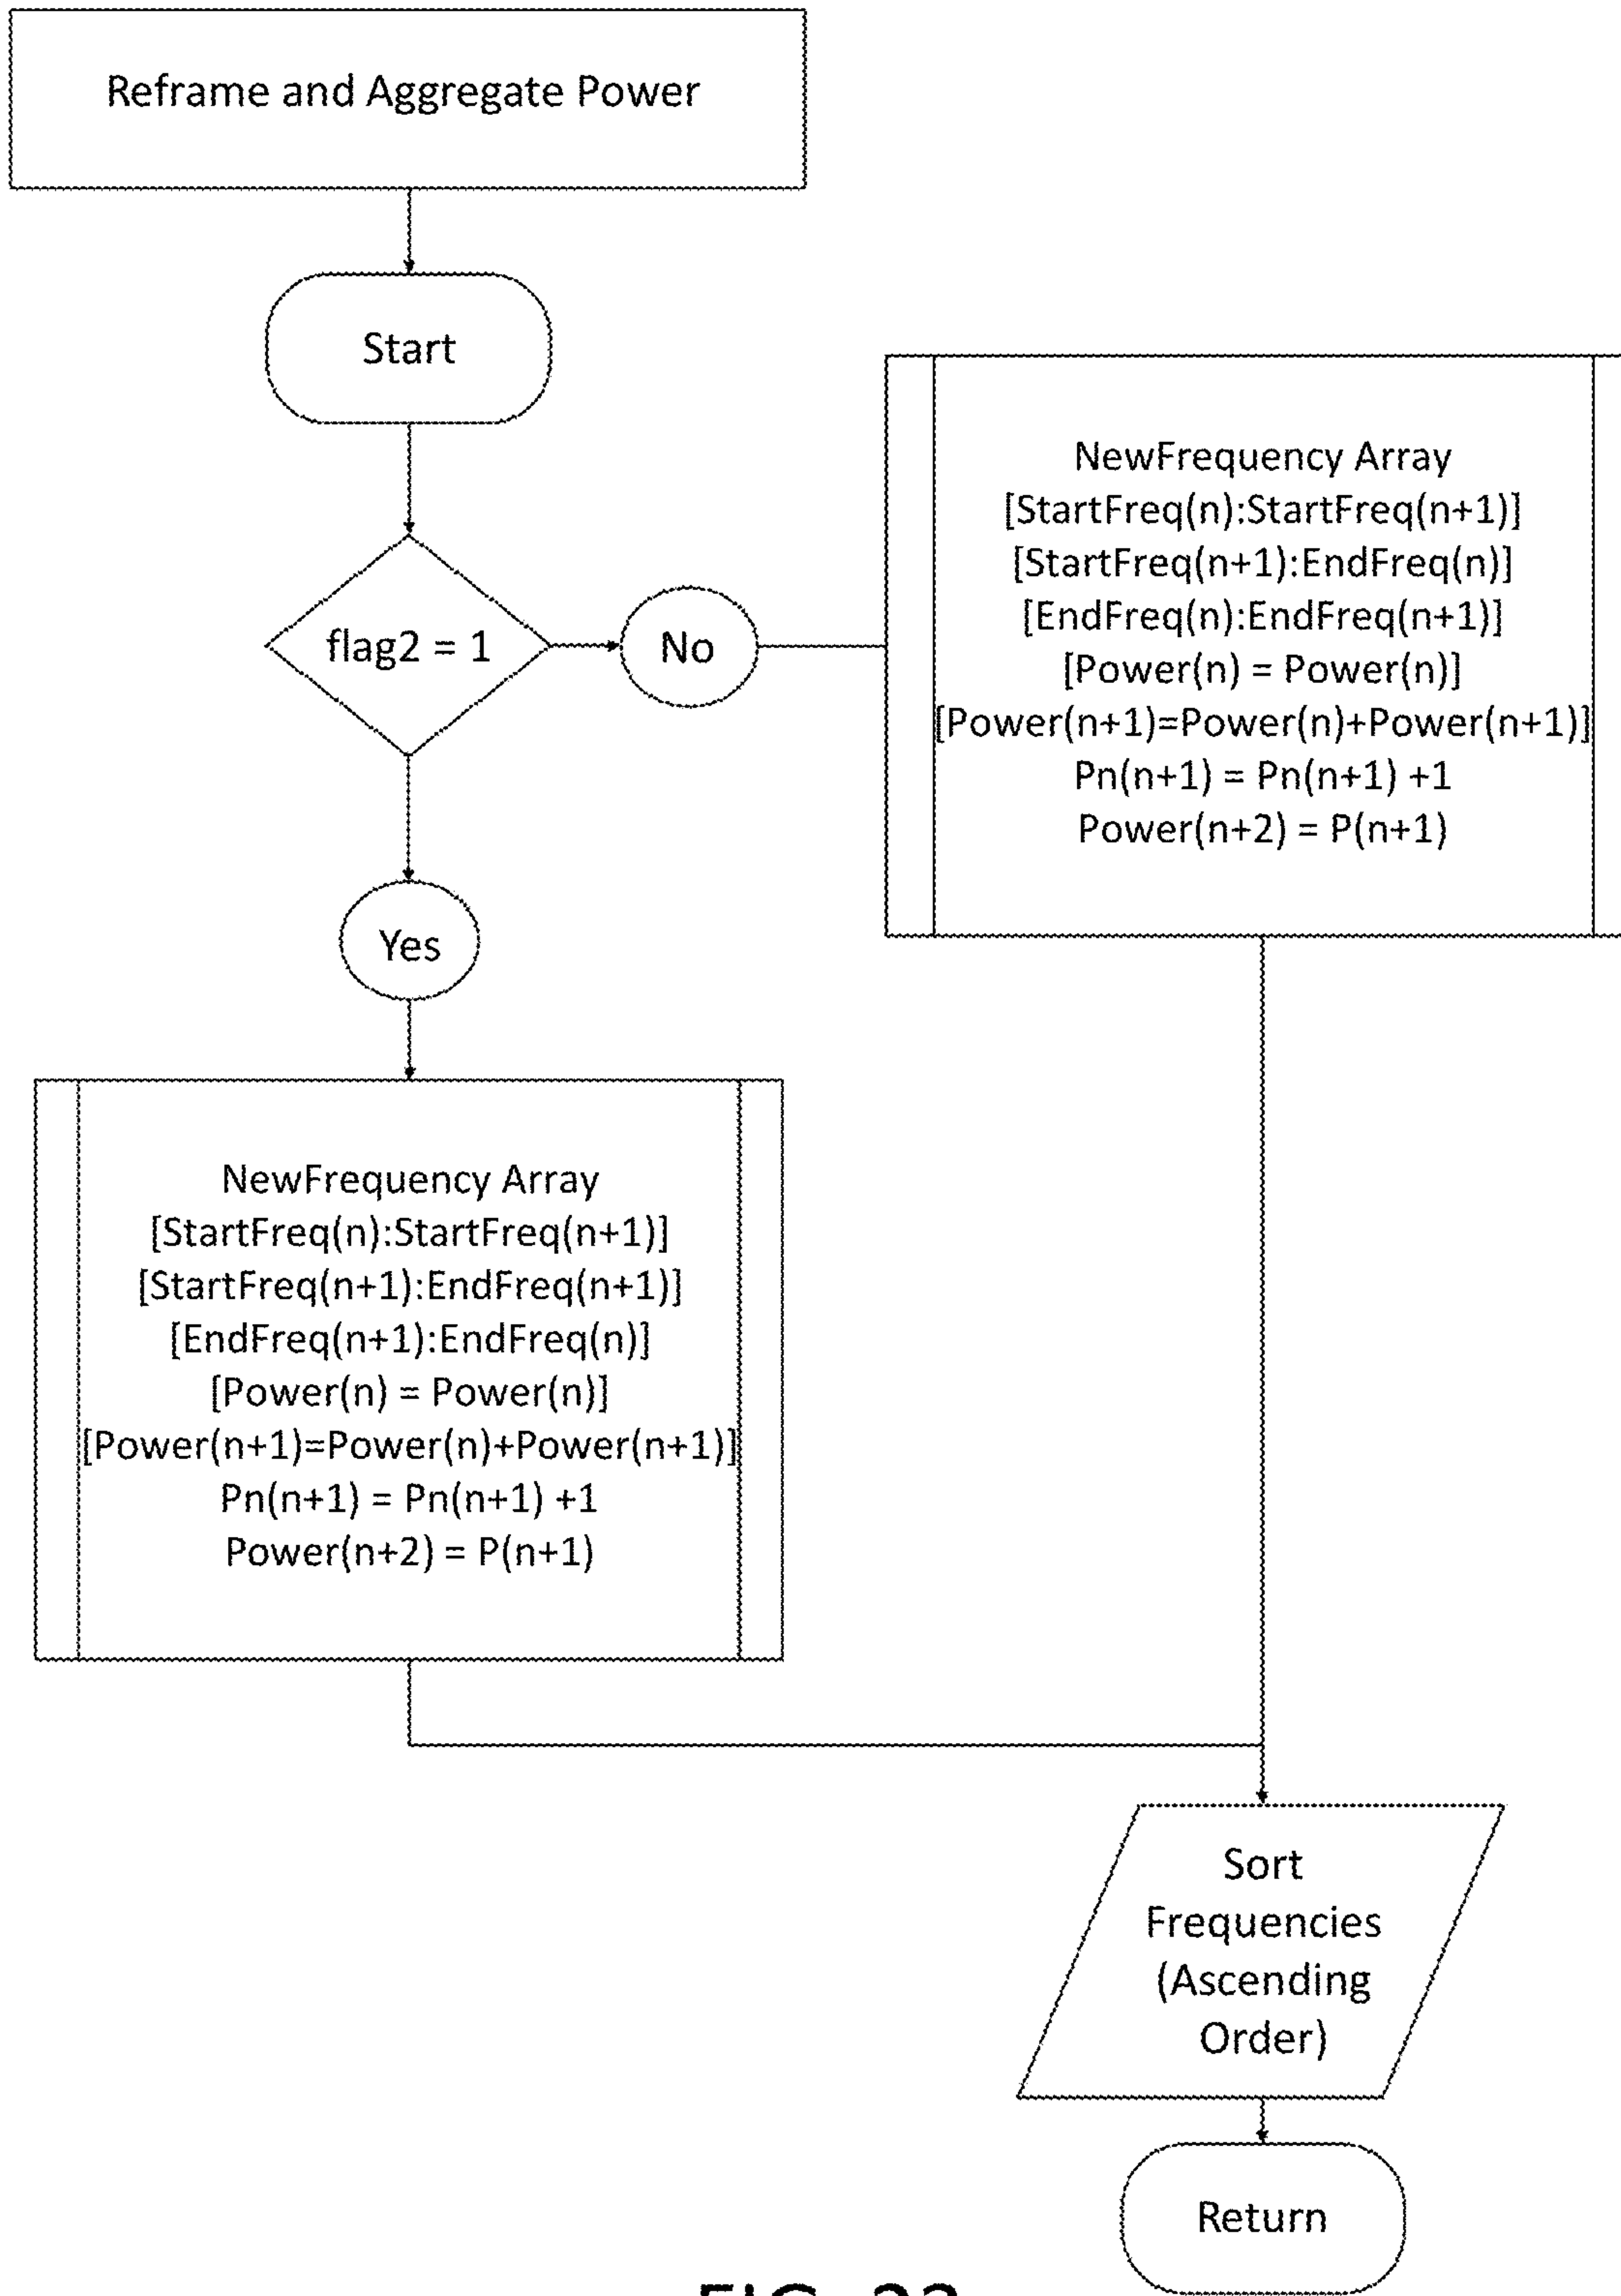 Reframe and Aggregate Power
Start
flag2 = 1
No
NewFrequency Array
[StartFreq(n):StartFreq(n+1)]
[StartFreq(n+1):EndFreq(n)]
[EndFreq(n):EndFreq(n+1)]
[Power(n) = Power(n)]
[Power(n+1)=Power(n)+Power(n+1)]
Pn(n+1) = Pn(n+1) +1
Power(n+2) = P(n+1)
Yes
NewFrequency Array
[StartFreq(n):StartFreq(n+1)]
[StartFreq(n+1):EndFreq(n+1)]
[EndFreq(n+1):EndFreq(n)]
[Power(n) = Power(n)]
[Power(n+1)=Power(n)+Power(n+1)]
Pn(n+1) = Pn(n+1) +1
Power(n+2) = P(n+1)
Sort
Frequencies
(Ascending
Order)
Return